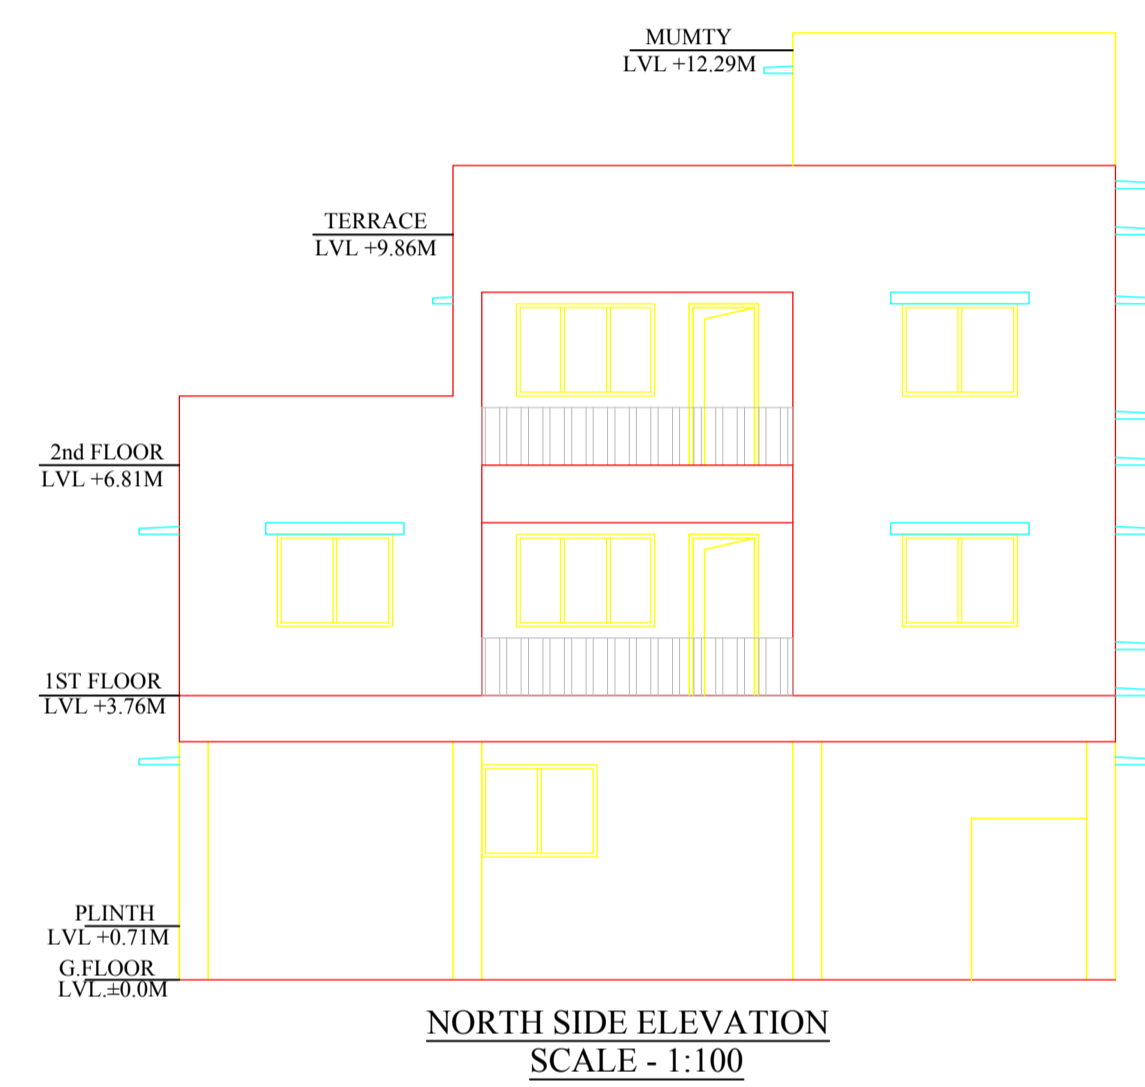 MUMTY
LVL +12.29M
TERRACE
LVL +9.86M
2nd FLOOR
LVL +6.81M
1ST FLOOR
LVL +3.76M
PLINTH
LVL +0.71M
G.FLOOR
LVL.±0.0M
NORTH SIDE ELEVATION
SCALE - 1:100